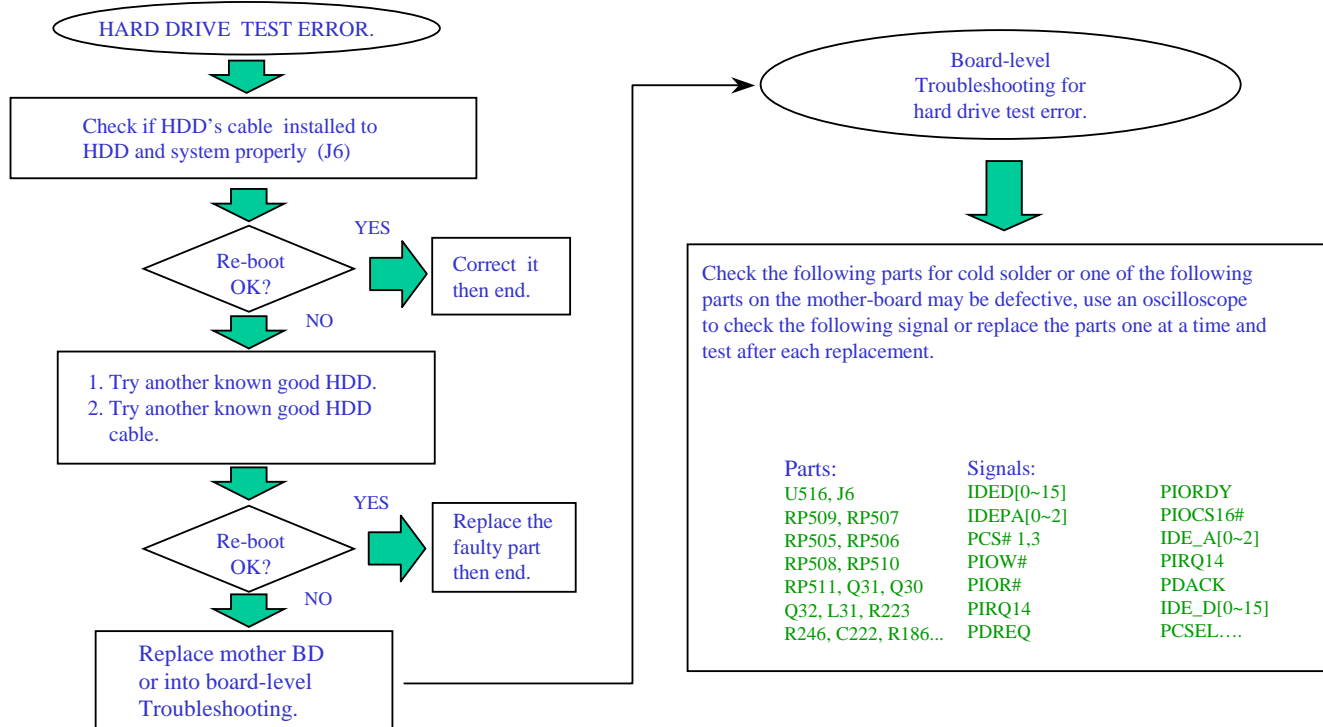 HARD DRIVE TEST ERROR.
Check if HDD's cable installed to
HDD and system properly (J6)
Re-boot
OK?
YES
Correct it
then end.
NO
1. Try another known good HDD.
2. Try another known good HDD
cable.
Re-boot
OK?
YES
Replace the
faulty part
then end.
NO
Replace mother BD
or into board-level
Troubleshooting.
Board-level
Troubleshooting for
hard drive test error.
Check the following parts for cold solder or one of the following
parts on the mother-board may be defective, use an oscilloscope
to check the following signal or replace the parts one at a time and
test after each replacement.
Parts:
U516, J6
RP509, RP507
RP505, RP506
RP508, RP510
RP511, Q31, Q30
Q32, L31, R223
R246, C222, R186...
Signals:
IDED[0~15]
IDEPA[0~2]
PCS# 1,3
PIOW#
PIOR#
PIRQ14
PDREQ
PIORDY
PIOCS16#
IDE_A[0~2]
PIRQ14
PDACK
IDE_D[0~15]
PCSEL….